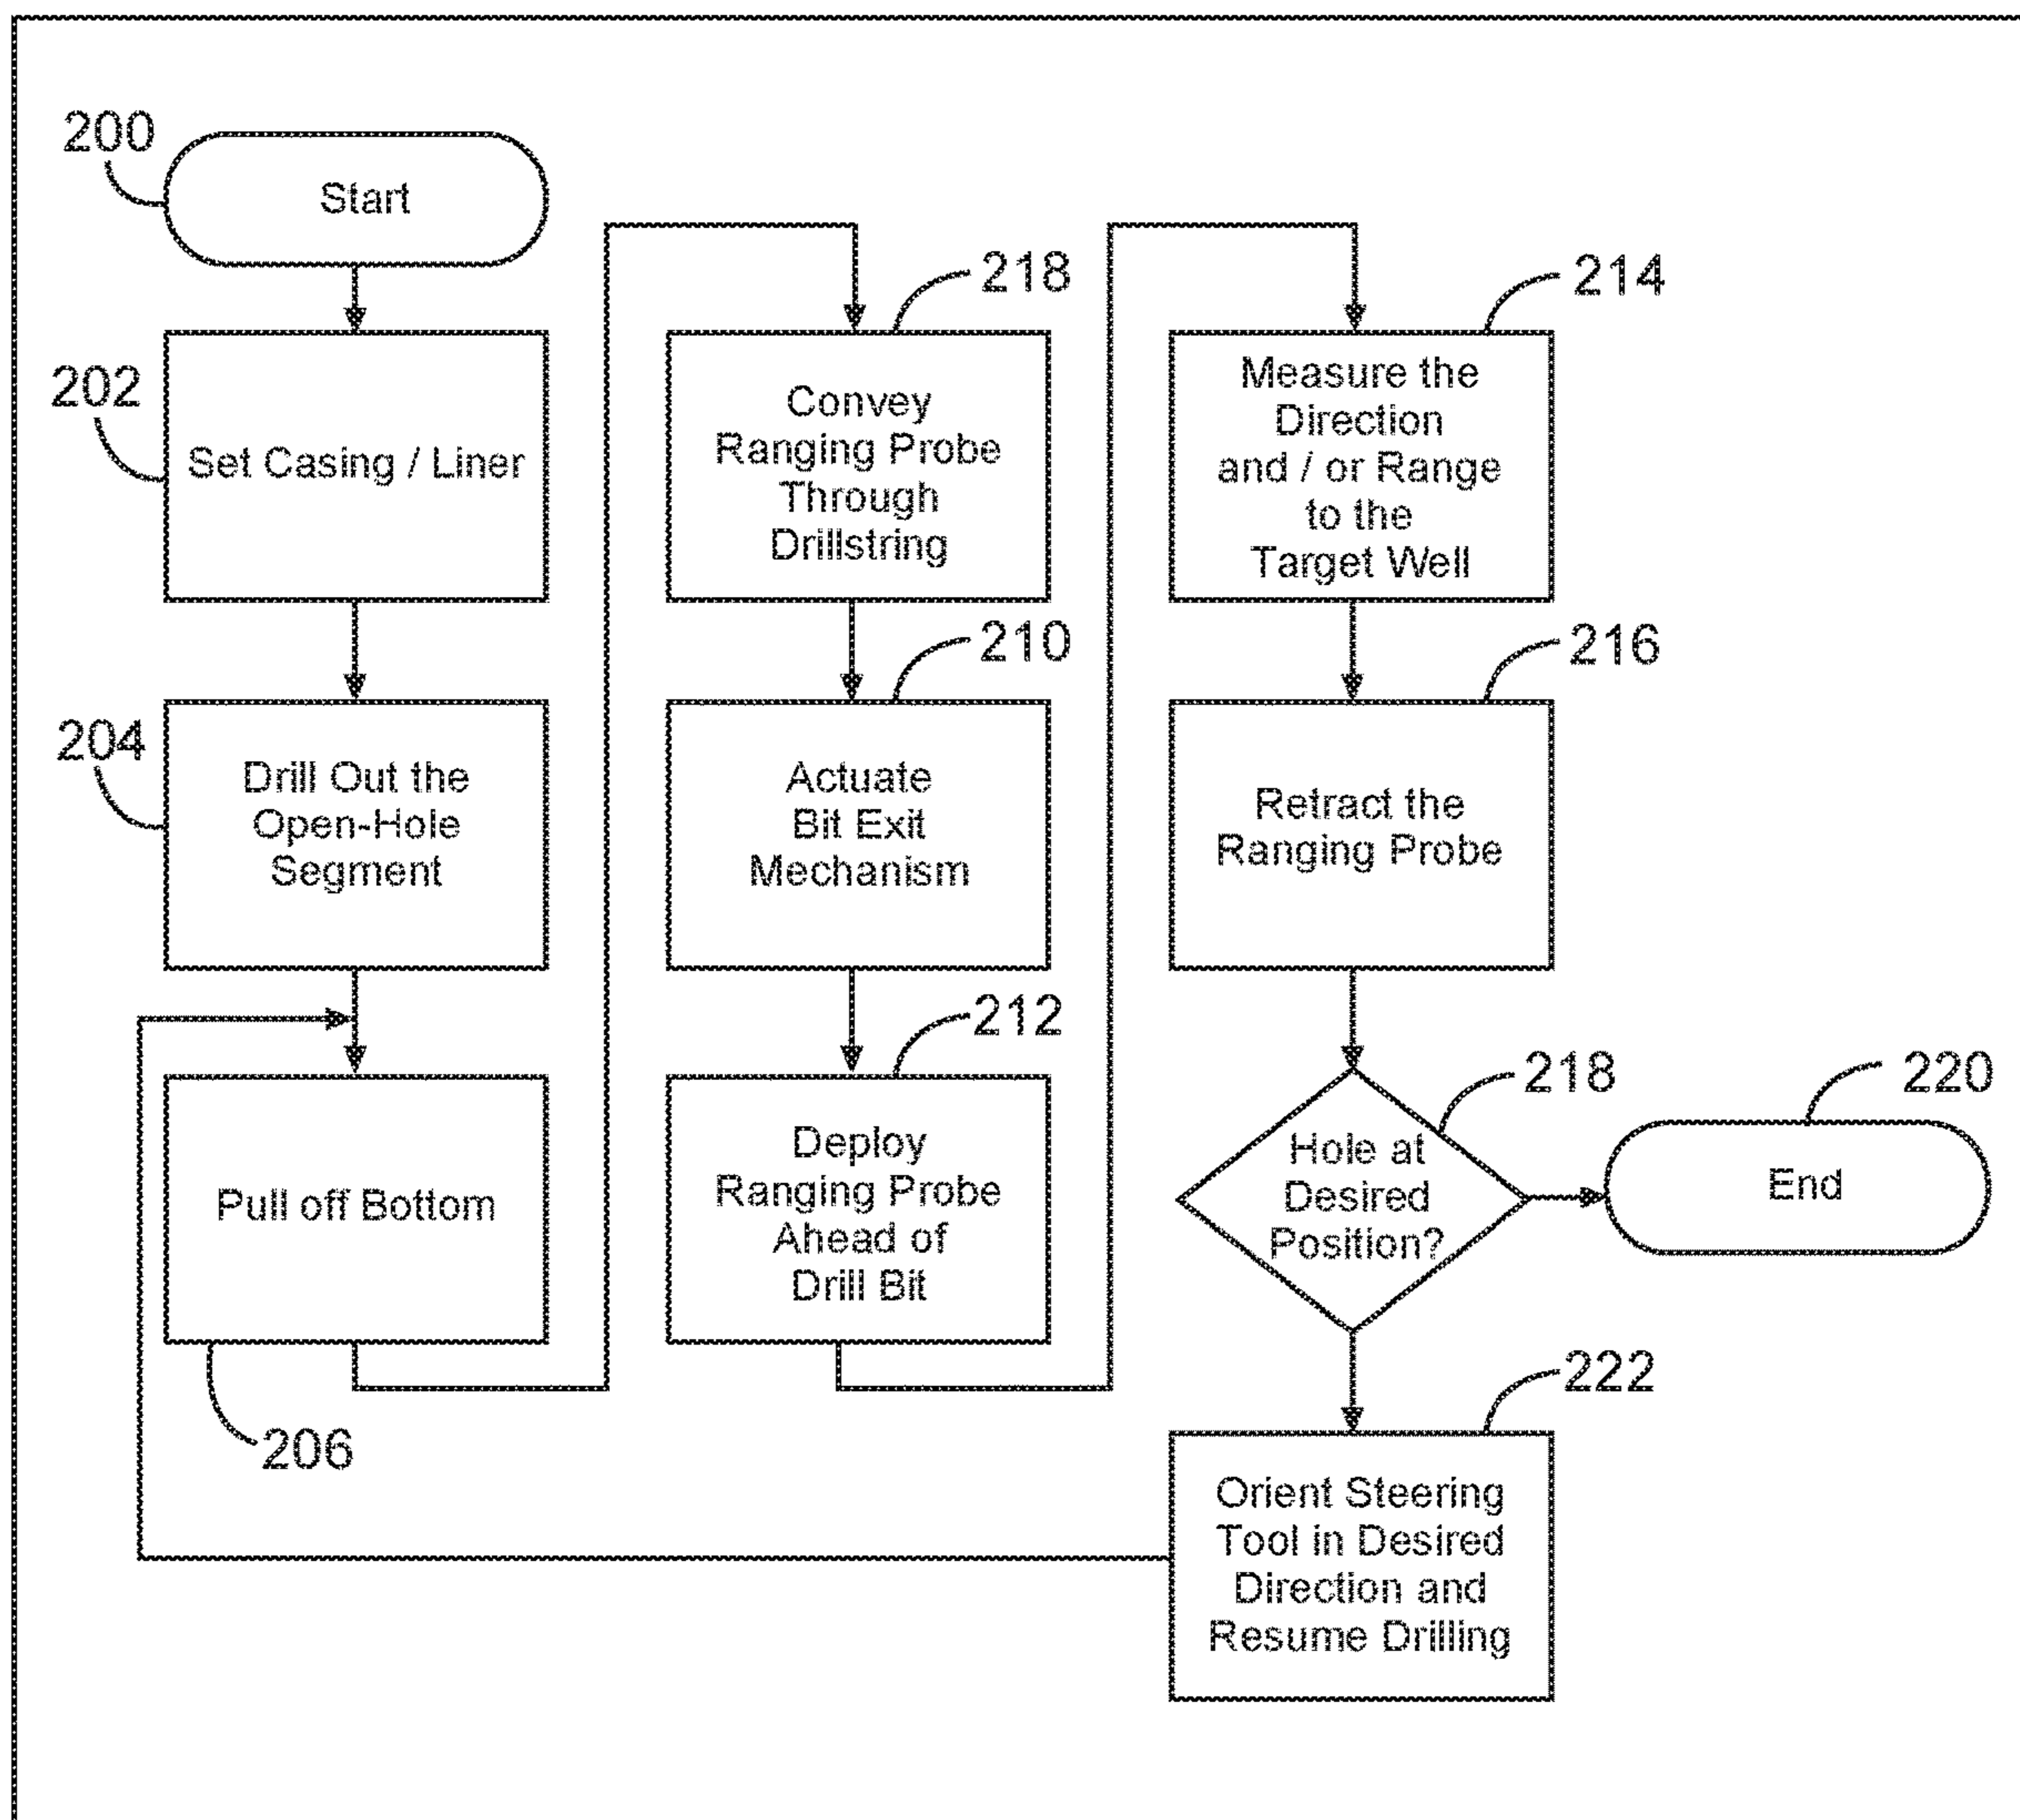 200
Start
202
Set Casing / Liner
204
Drill Out the
Open-Hole
Segment
Pull off Bottom
206
218
Convey
Ranging Probe
Through
Drillstring
210
Actuate
Bit Exit
Mechanism
212
Deploy
Ranging Probe
Ahead of
Drill Bit
214
Measure the
Direction
and / or Range
to the
Target Well
216
Retract the
Ranging Probe
218
Hole at
Desired
Position?
220
End
222
Orient Steering
Tool in Desired
Direction and
Resume Drilling